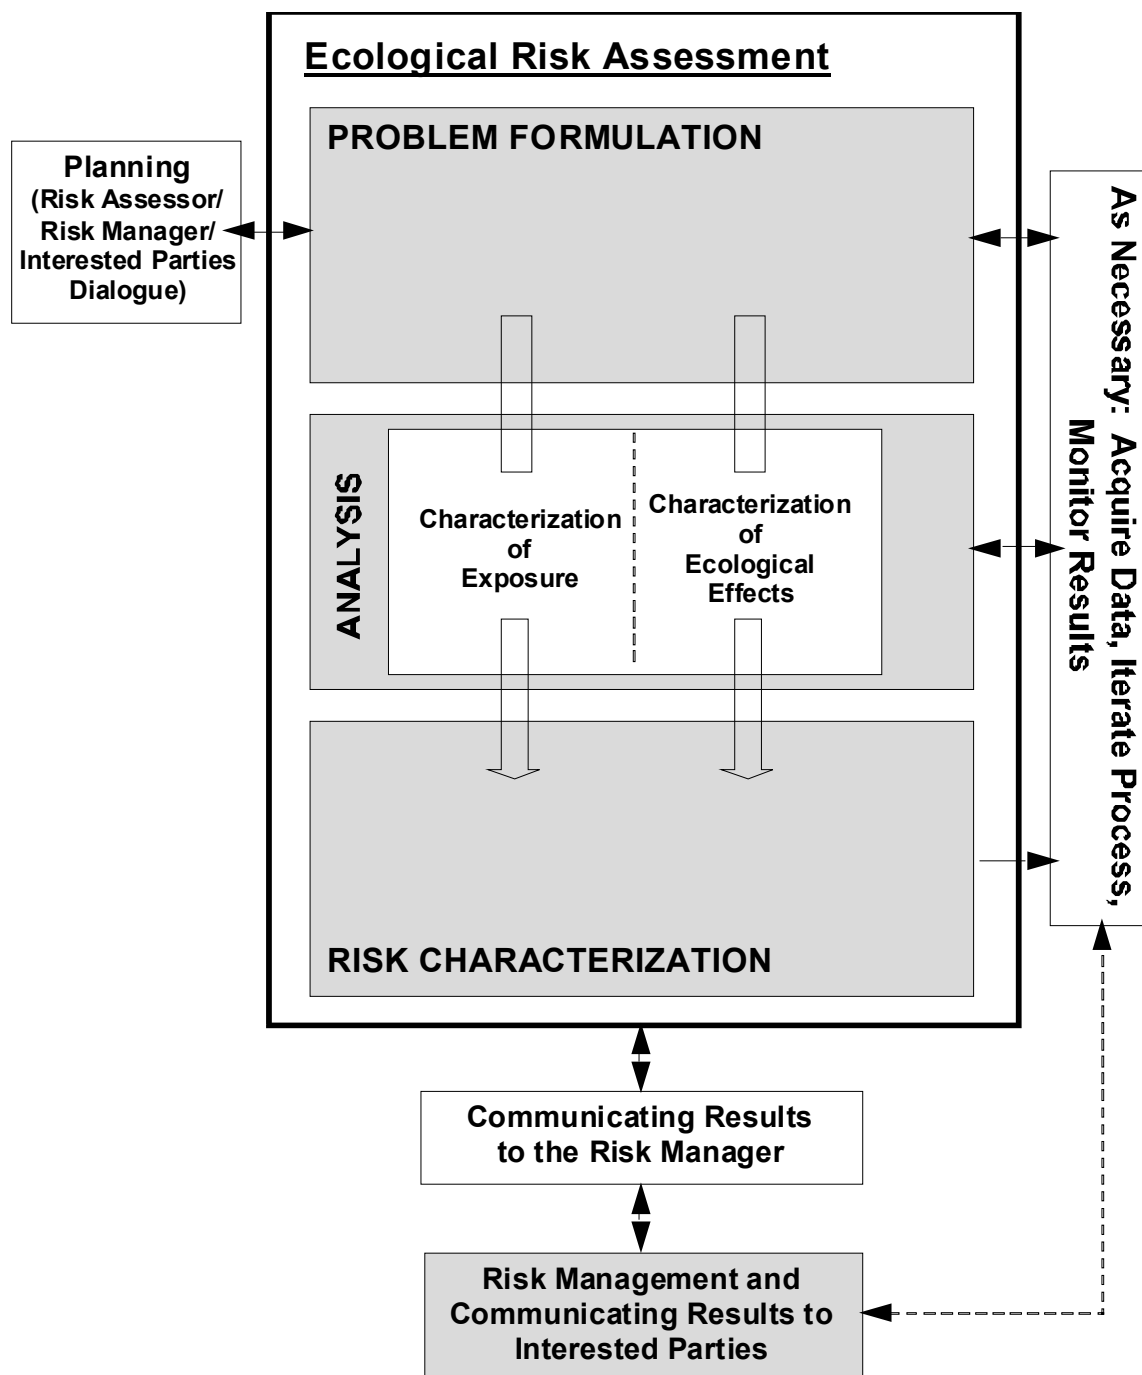 Ecological Risk Assessment
PROBLEM FORMULATION
Planning
(Risk Assessor/
Risk Manager/
Interested Parties
Dialogue)
As Necessary: Acquire Data, Iterate Process,
Monitor Results
ANALYSIS
Characterization
of
Exposure
Characterization
of
Ecological
Effects
RISK CHARACTERIZATION
Communicating Results
to the Risk Manager
Risk Management and
Communicating Results to
Interested Parties